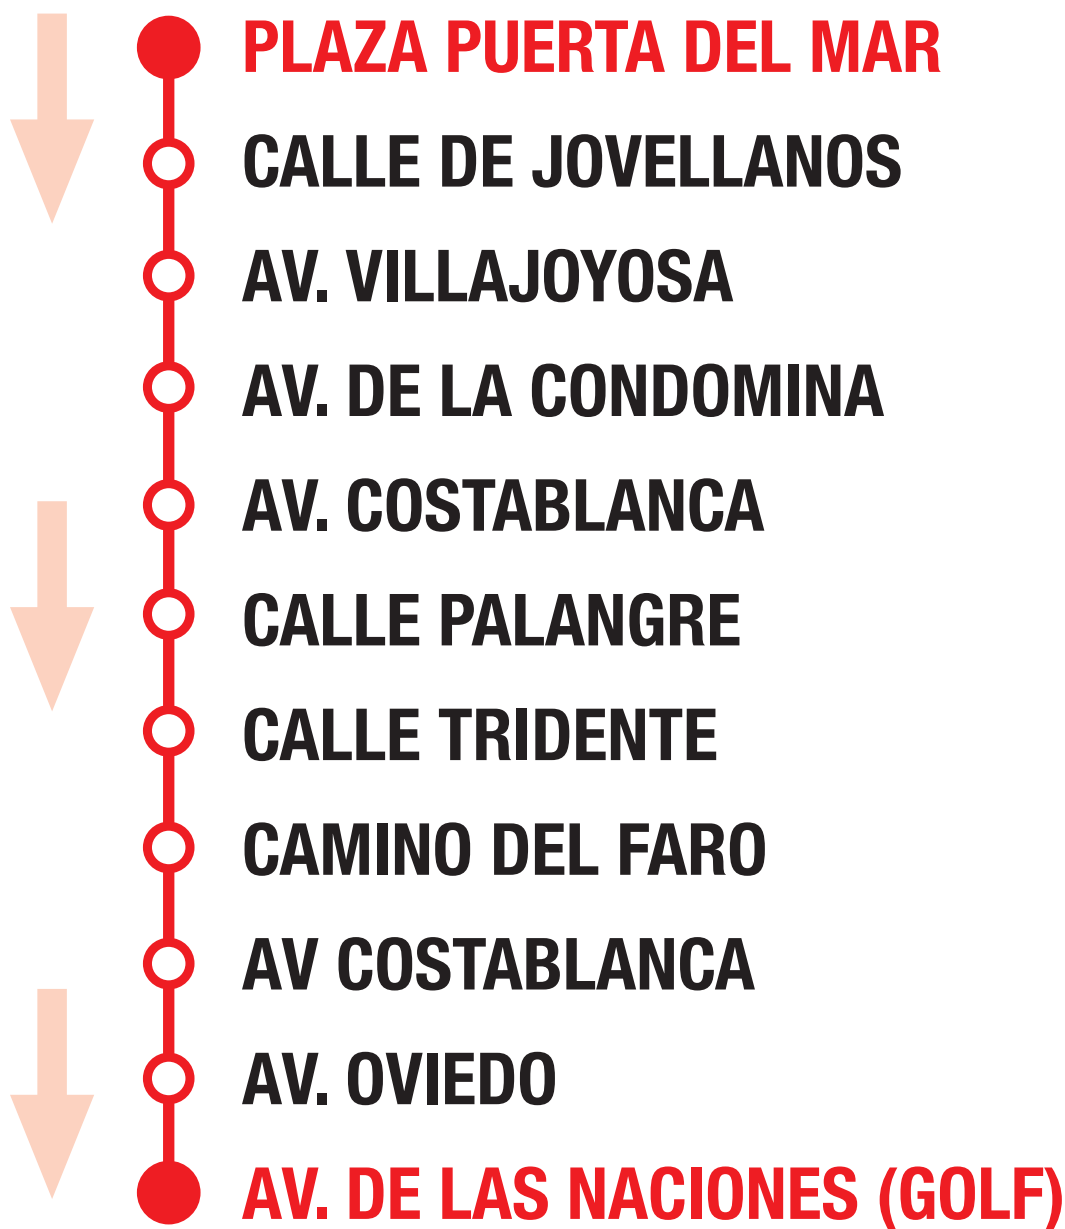 PLAZA PUERTA DEL MAR
CALLE DE JOVELLANOS
AV. VILLAJOYOSA
AV. DE LA CONDOMINA
AV. COSTABLANCA
CALLE PALANGRE
CALLE TRIDENTE
CAMINO DEL FARO
AV COSTABLANCA
AV. OVIEDO
AV. DE LAS NACIONES (GOLF)